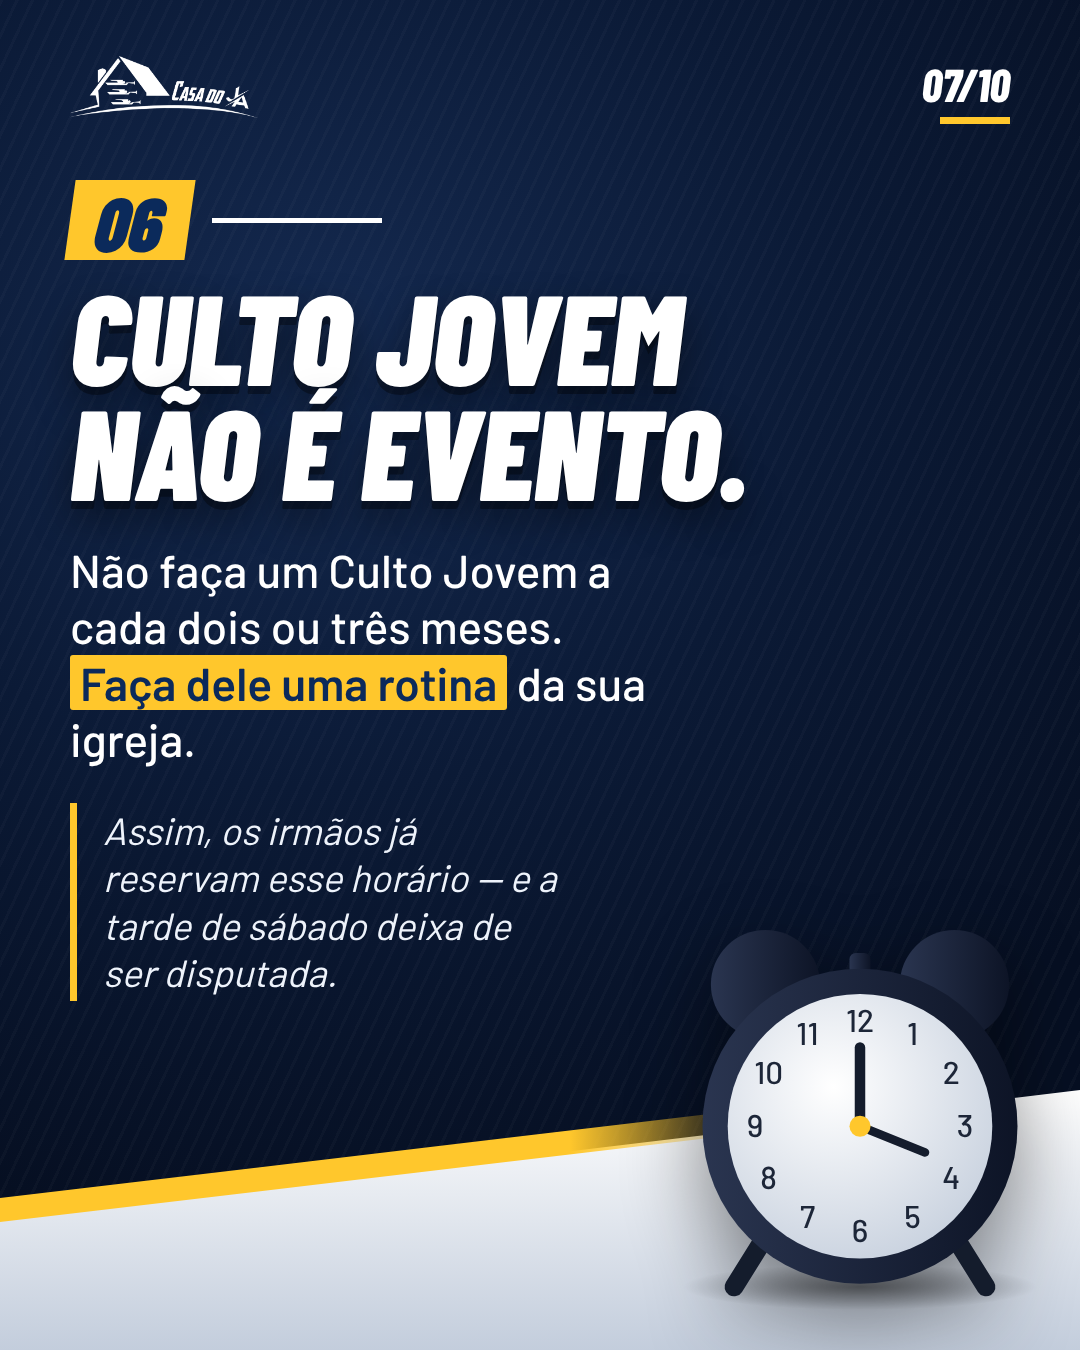 CASA DO JA
07/10
06
CULTO JOVEM
NÃO É EVENTO.
Não faça um Culto Jovem a
cada dois ou três meses.
Faça dele uma rotina da sua
igreja.
Assim, os irmãos já
reservam esse horário — e a
tarde de sábado deixa de
ser disputada.
12
1
2
3
4
5
6
7
8
9
10
11